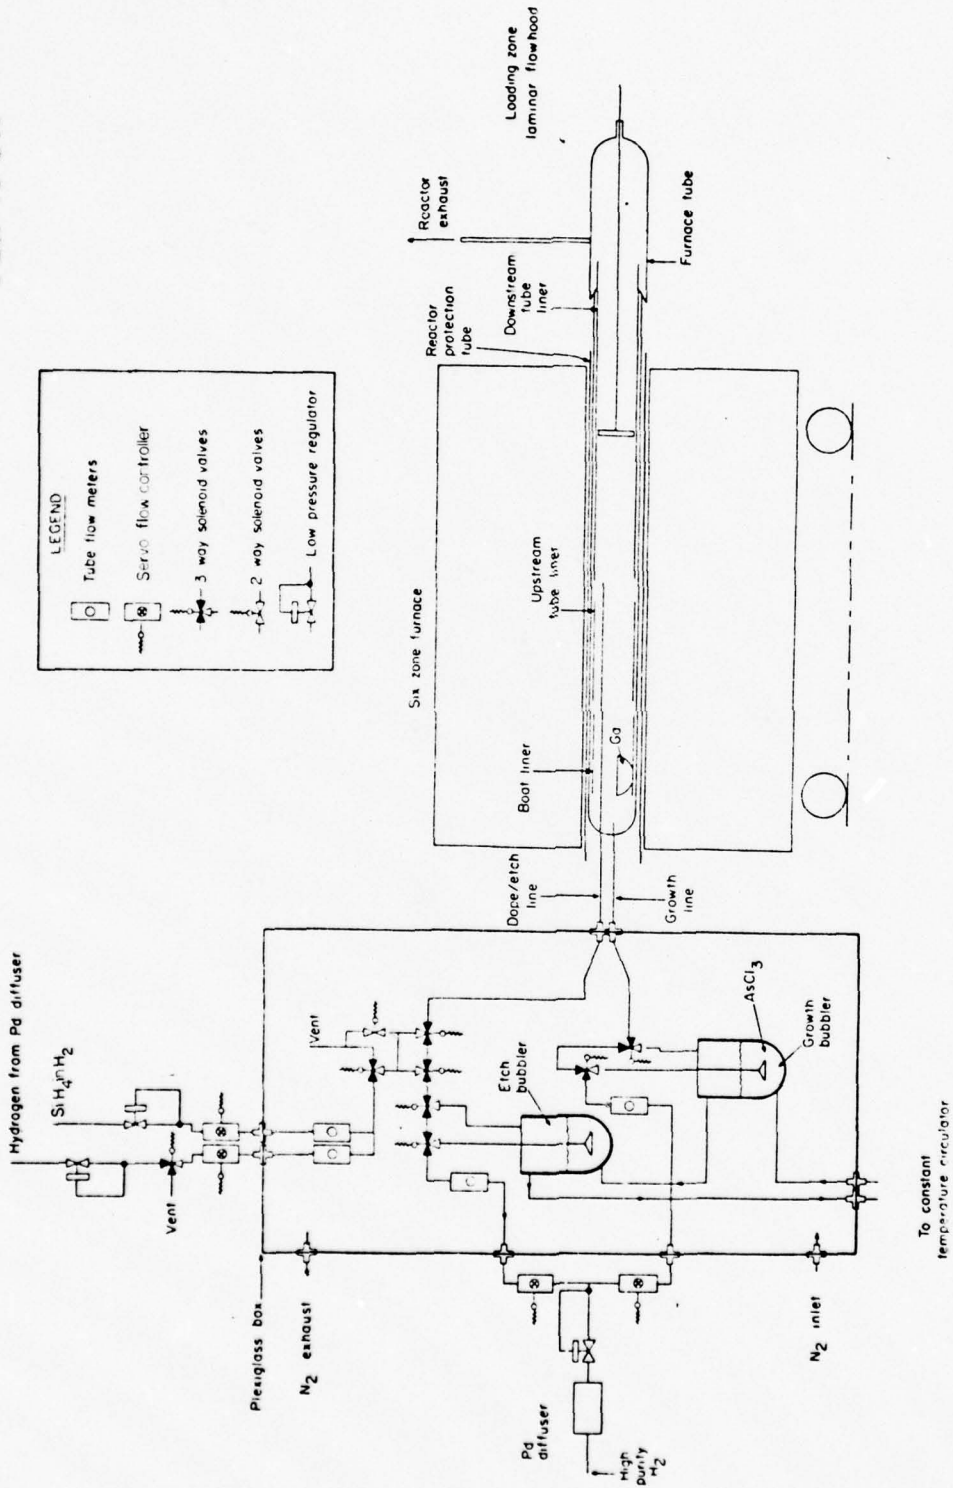 LEGEND
Tube flow meters
Servo flow controller
3 way solenoid valves
2 way solenoid valves
Low pressure regulator
Hydrogen from Pd diffuser
SiH4 in H2
Vent
Plexiglass box
N2 exhaust
Vent
Etch
bubbler
AsCl3
Growth
bubbler
Pd
diffuser
High
purity
H2
N2 inlet
To constant
temperature circulator
Dope/etch
line
Growth
line
Six zone furnace
Boat liner
Ga
Upstream
tube liner
Reactor
protection
tube
Downstream
tube
liner
Reactor
exhaust
Furnace tube
Loading zone
laminar flowhood